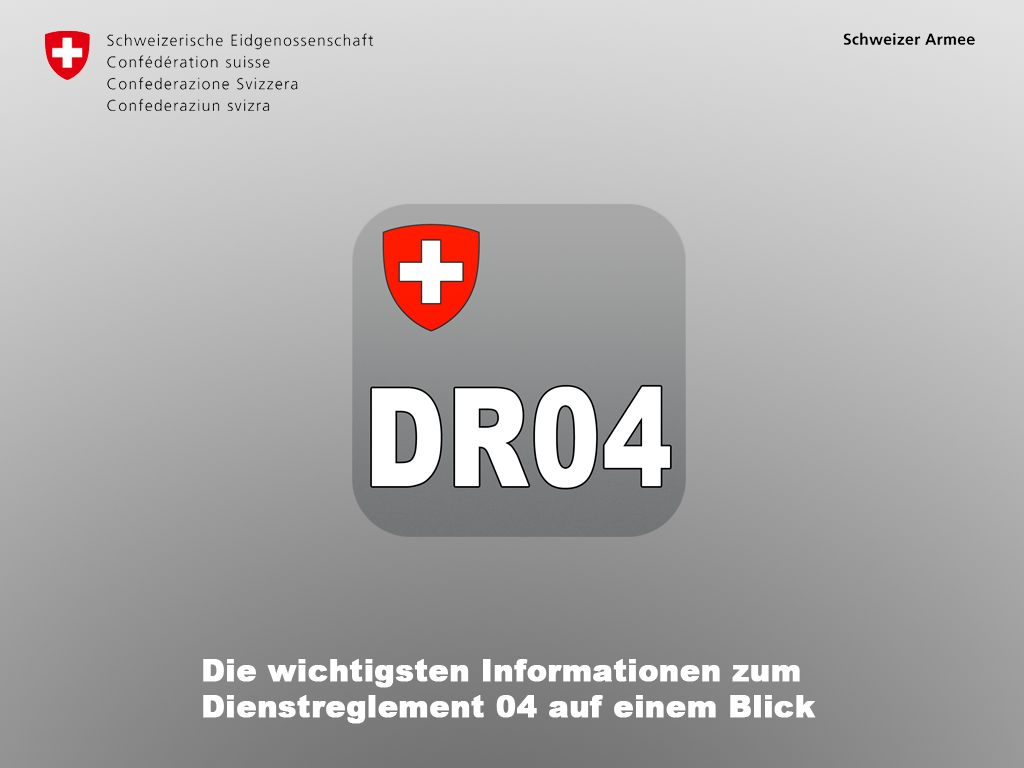 Schweizerische Eidgenossenschaft
Confédération suisse
Confederazione Svizzera
Confederaziun svizra
Schweizer Armee
DR04
Die wichtigsten Informationen zum
Dienstreglement 04 auf einem Blick